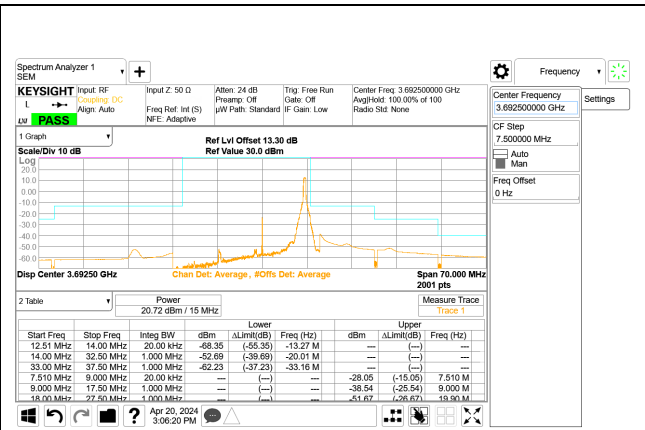 Spectrum Analyzer 1
SEM
Frequency
KEYSIGHT
L
LXI PASS
Input: RF
Coupling: DC
Align: Auto
Input Z: 50 Ω
Freq Ref: Int (S)
NFE: Adaptive
Atten: 24 dB
Preamp: Off
µW Path: Standard
Trig: Free Run
Gate: Off
IF Gain: Low
Center Freq: 3.692500000 GHz
Avg|Hold: 100.00% of 100
Radio Std: None
Center Frequency
3.692500000 GHz
Settings
CF Step
7.500000 MHz
Auto
Man
Freq Offset
0 Hz
1 Graph
Scale/Div 10 dB
Ref Lvl Offset 13.30 dB
Ref Value 30.0 dBm
Log
20.0
10.0
0.00
-10.0
-20.0
-30.0
-40.0
-50.0
-60.0
Disp Center 3.69250 GHz
Chan Det: Average, #Offs Det: Average
Span 70.000 MHz
2001 pts
2 Table
Power
20.72 dBm / 15 MHz
Measure Trace
Trace 1
Lower Upper
Start Freq Stop Freq Integ BW dBm ΔLimit(dB) Freq (Hz) dBm ΔLimit(dB) Freq (Hz)
12.51 MHz 14.00 MHz 20.00 kHz -68.35 (-55.35) -13.27 M --- (---) ---
14.00 MHz 32.50 MHz 1.000 MHz -52.69 (-39.69) -20.01 M --- (---) ---
33.00 MHz 37.50 MHz 1.000 MHz -62.23 (-37.23) -33.16 M --- (---) ---
7.510 MHz 9.000 MHz 20.00 kHz --- (---) --- -28.05 (-15.05) 7.510 M
9.000 MHz 17.50 MHz 1.000 MHz --- (---) --- -38.54 (-25.54) 9.000 M
18.00 MHz 27.50 MHz 1.000 MHz --- (---) --- -51.67 (-26.67) 19.90 M
?
Apr 20, 2024
3:06:20 PM